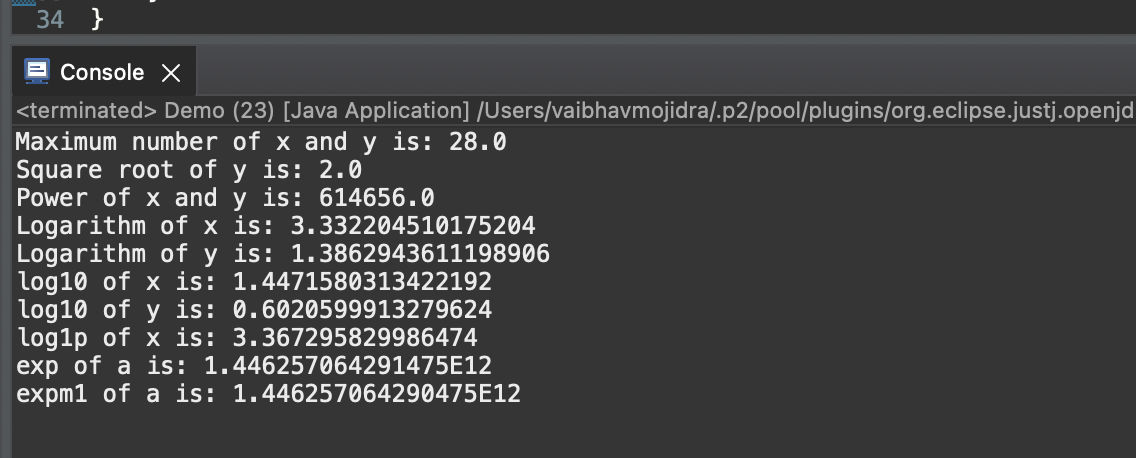 34 }
Console
<terminated> Demo (23) [Java Application] /Users/vaibhavmojidra/.p2/pool/plugins/org.eclipse.justj.openjd
Maximum number of x and y is: 28.0
Square root of y is: 2.0
Power of x and y is: 614656.0
Logarithm of x is: 3.332204510175204
Logarithm of y is: 1.3862943611198906
log10 of x is: 1.4471580313422192
log10 of y is: 0.6020599913279624
log1p of x is: 3.367295829986474
exp of a is: 1.446257064291475E12
expm1 of a is: 1.446257064290475E12